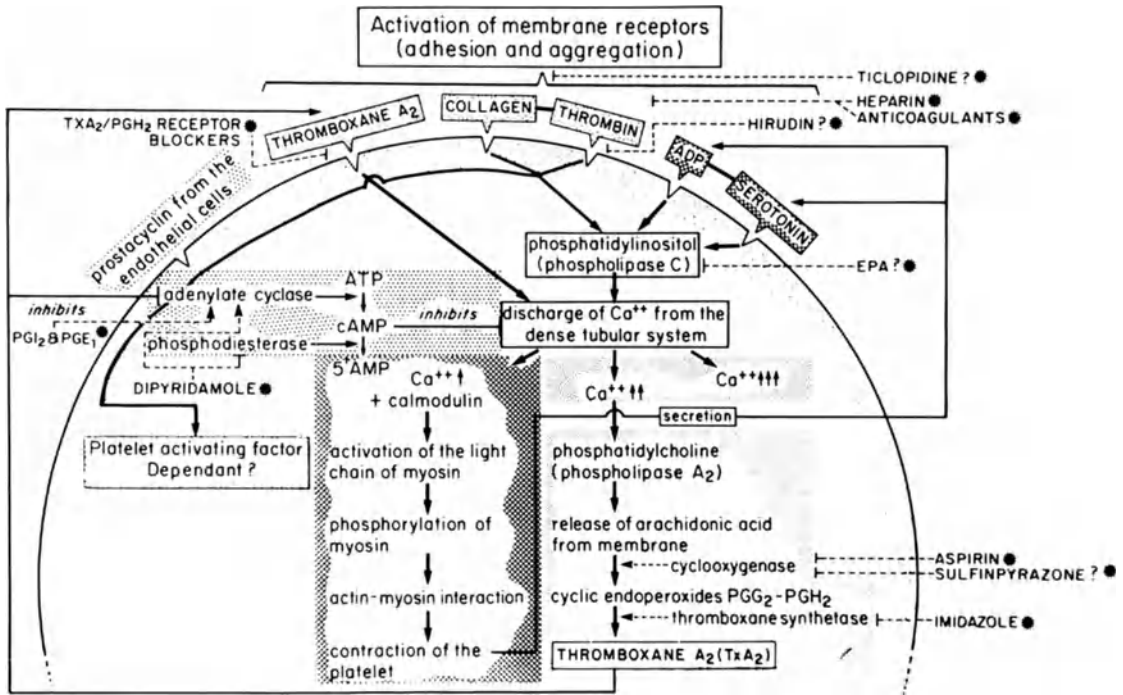 Activation of membrane receptors
(adhesion and aggregation)
TICLOPIDINE ?
HEPARIN
ANTICOAGULANTS
HIRUDIN ?
TXA₂/PGH₂ RECEPTOR
BLOCKERS
THROMBOXANE A₂
COLLAGEN
THROMBIN
ADP
SEROTONIN
prostacyclin from the
endothelial cells
phosphatidylinositol
(phospholipase C)
EPA ?
ATP
inhibits
adenylate cyclase
cAMP
inhibits
discharge of Ca⁺⁺ from the
dense tubular system
PGI₂ & PGE₁
phosphodiesterase
5'AMP
DIPYRIDAMOLE
Ca⁺⁺ ↑
+ calmodulin
Ca⁺⁺ ↑↑
Ca⁺⁺ ↑↑↑
secretion
Platelet activating factor
Dependant ?
activation of the light
chain of myosin
phosphatidylcholine
(phospholipase A₂)
phosphorylation of
myosin
release of arachidonic acid
from membrane
cyclooxygenase
ASPIRIN
SULFINPYRAZONE ?
actin-myosin interaction
cyclic endoperoxides PGG₂-PGH₂
thromboxane synthetase
IMIDAZOLE
contraction of the
platelet
THROMBOXANE A₂ (TxA₂)